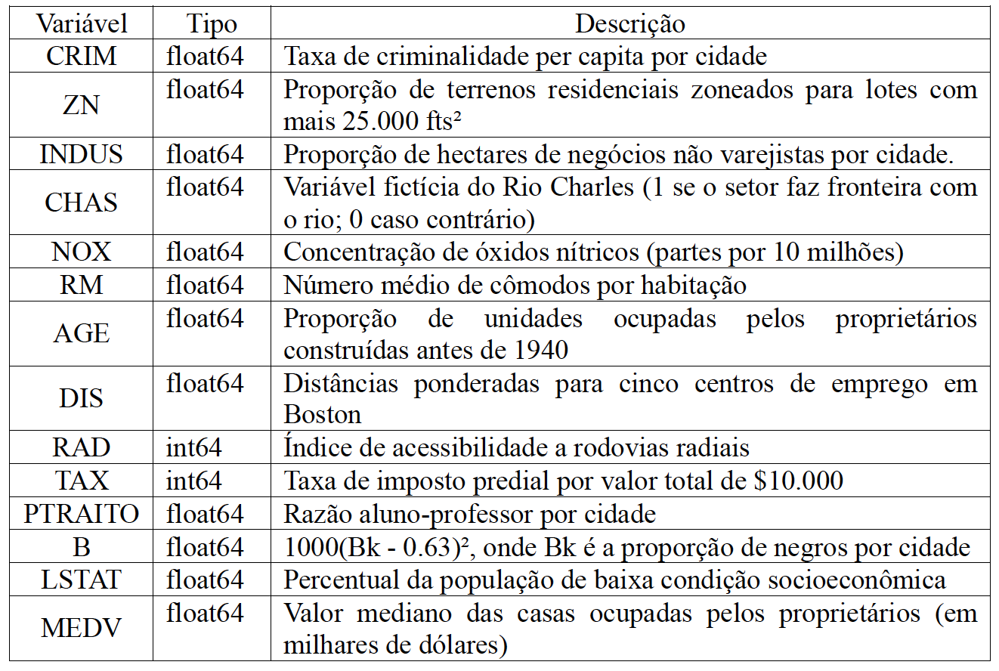 Variável Tipo Descrição
CRIM float64 Taxa de criminalidade per capita por cidade
ZN float64 Proporção de terrenos residenciais zoneados para lotes com
mais 25.000 fts²
INDUS float64 Proporção de hectares de negócios não varejistas por cidade.
CHAS float64 Variável fictícia do Rio Charles (1 se o setor faz fronteira com
o rio; 0 caso contrário)
NOX float64 Concentração de óxidos nítricos (partes por 10 milhões)
RM float64 Número médio de cômodos por habitação
AGE float64 Proporção de unidades ocupadas pelos proprietários
construídas antes de 1940
DIS float64 Distâncias ponderadas para cinco centros de emprego em
Boston
RAD int64 Índice de acessibilidade a rodovias radiais
TAX int64 Taxa de imposto predial por valor total de $10.000
PTRAITO float64 Razão aluno-professor por cidade
B float64 1000(Bk - 0.63)², onde Bk é a proporção de negros por cidade
LSTAT float64 Percentual da população de baixa condição socioeconômica
MEDV float64 Valor mediano das casas ocupadas pelos proprietários (em
milhares de dólares)